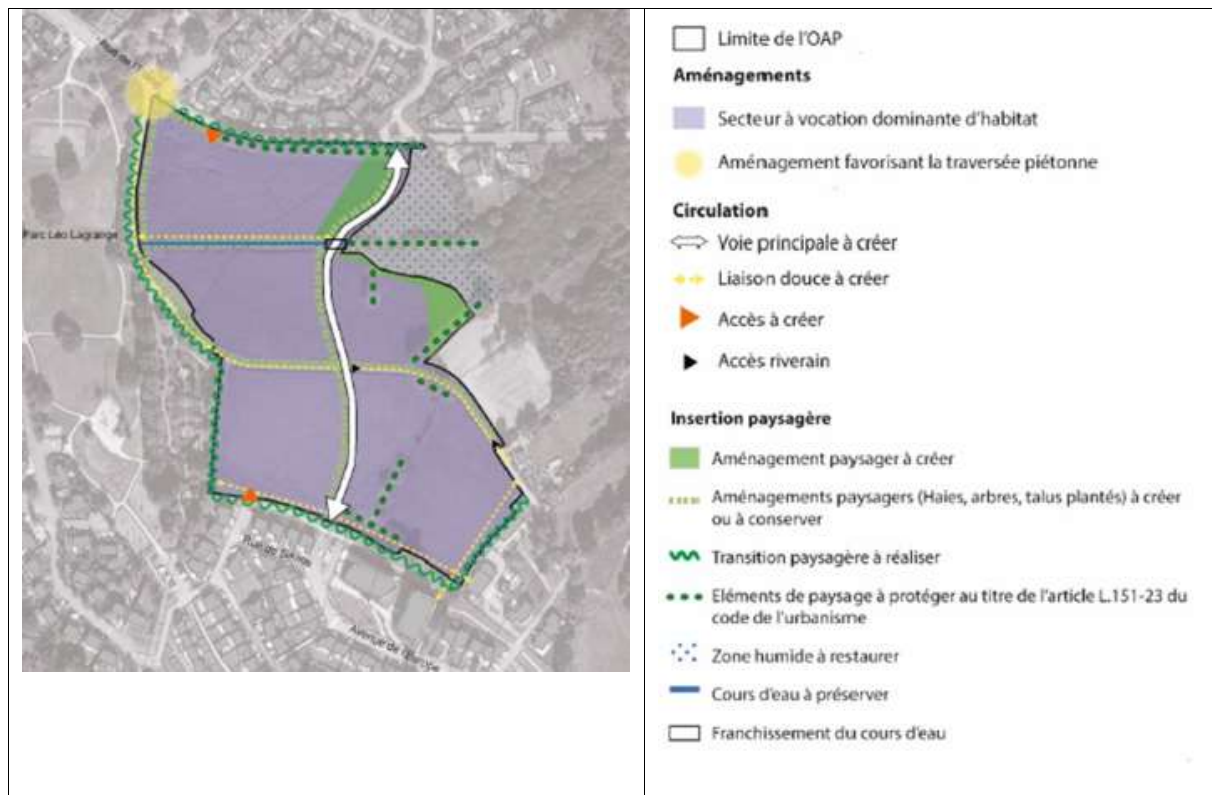 Parc Léo Lagrange
Avenue de l'Europe
Limite de l'OAP
Aménagements
Secteur à vocation dominante d'habitat
Aménagement favorisant la traversée piétonne
Circulation
Voie principale à créer
Liaison douce à créer
Accès à créer
Accès riverain
Insertion paysagère
Aménagement paysager à créer
Aménagements paysagers (Haies, arbres, talus plantés) à créer
ou à conserver
Transition paysagère à réaliser
Eléments de paysage à protéger au titre de l'article L.151-23 du
code de l'urbanisme
Zone humide à restaurer
Cours d'eau à préserver
Franchissement du cours d'eau